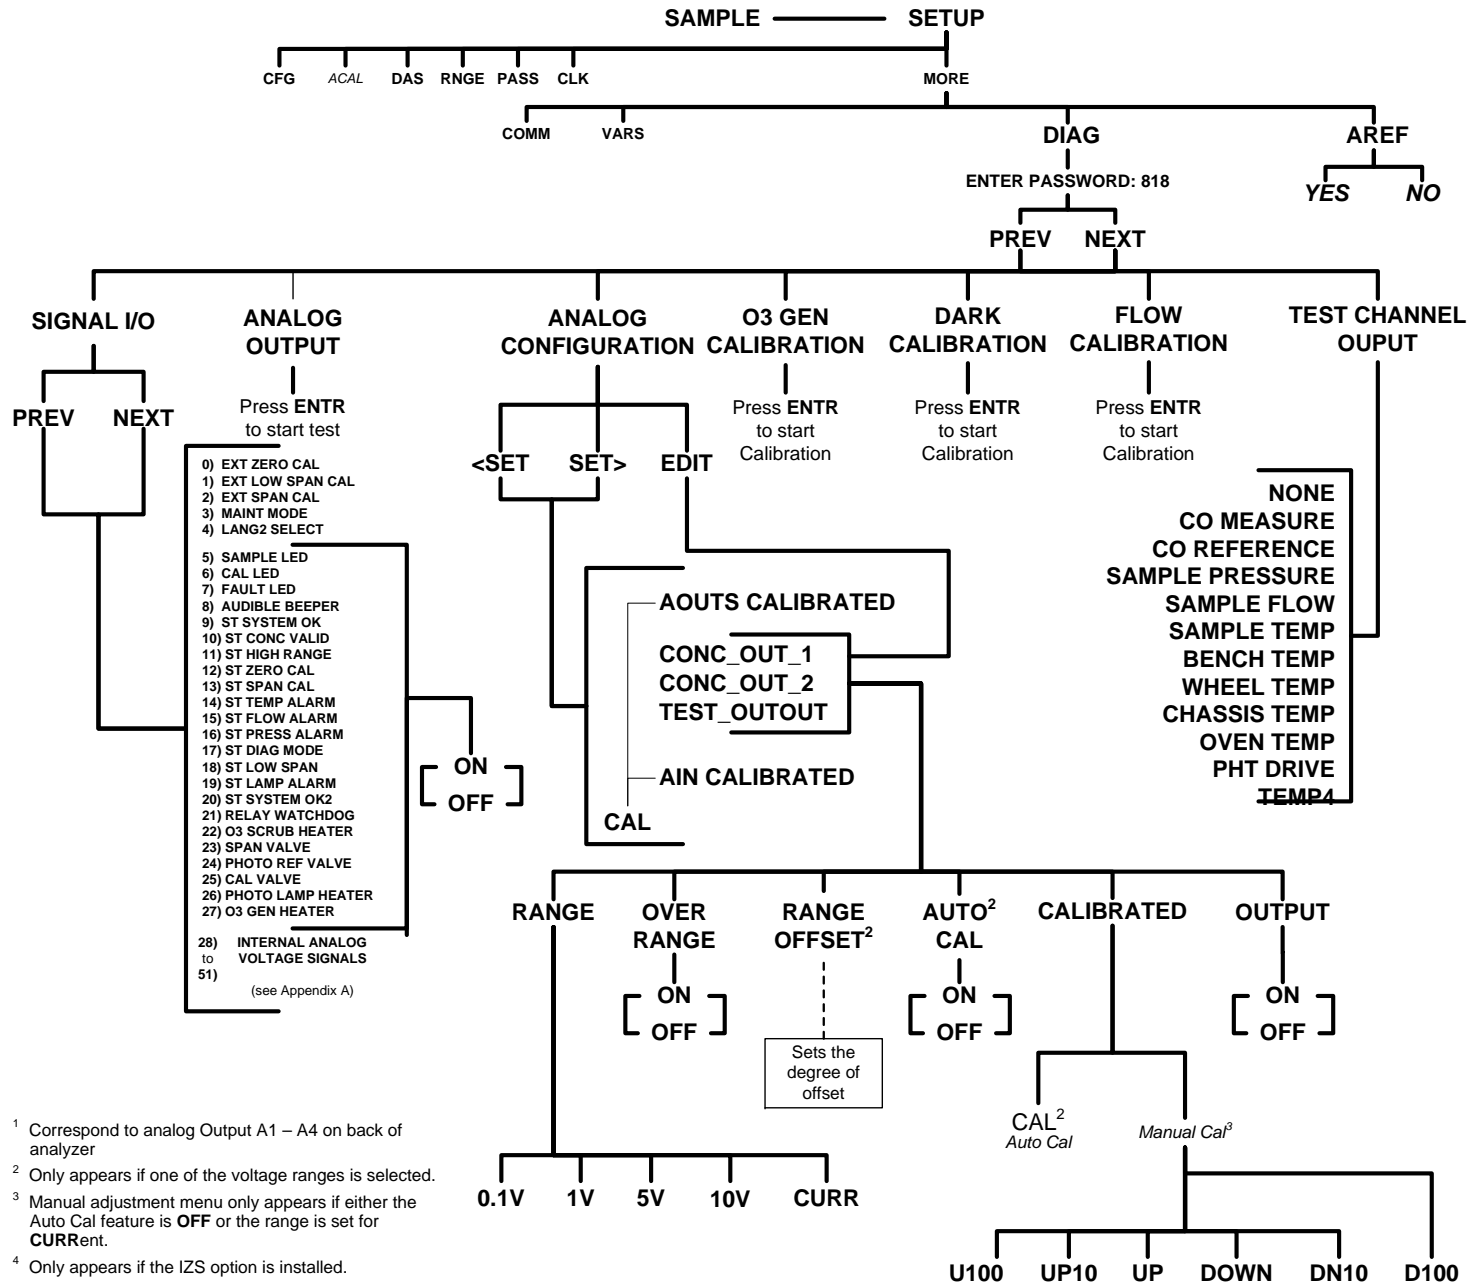 SAMPLE SETUP
CFG ACAL DAS RNGE PASS CLK MORE
COMM VARS DIAG AREF
ENTER PASSWORD: 818
YES NO
PREV NEXT
SIGNAL I/O
PREV NEXT
ANALOG
OUTPUT
Press ENTR
to start test
ANALOG
CONFIGURATION
<SET SET> EDIT
O3 GEN
CALIBRATION
Press ENTR
to start
Calibration
DARK
CALIBRATION
Press ENTR
to start
Calibration
FLOW
CALIBRATION
Press ENTR
to start
Calibration
TEST CHANNEL
OUPUT
0) EXT ZERO CAL
1) EXT LOW SPAN CAL
2) EXT SPAN CAL
3) MAINT MODE
4) LANG2 SELECT
5) SAMPLE LED
6) CAL LED
7) FAULT LED
8) AUDIBLE BEEPER
9) ST SYSTEM OK
10) ST CONC VALID
11) ST HIGH RANGE
12) ST ZERO CAL
13) ST SPAN CAL
14) ST TEMP ALARM
15) ST FLOW ALARM
16) ST PRESS ALARM
17) ST DIAG MODE
18) ST LOW SPAN
19) ST LAMP ALARM
20) ST SYSTEM OK2
21) RELAY WATCHDOG
22) O3 SCRUB HEATER
23) SPAN VALVE
24) PHOTO REF VALVE
25) CAL VALVE
26) PHOTO LAMP HEATER
27) O3 GEN HEATER
28) INTERNAL ANALOG
to VOLTAGE SIGNALS
51)
(see Appendix A)
ON
OFF
AOUTS CALIBRATED
CONC_OUT_1
CONC_OUT_2
TEST_OUTOUT
AIN CALIBRATED
CAL
NONE
CO MEASURE
CO REFERENCE
SAMPLE PRESSURE
SAMPLE FLOW
SAMPLE TEMP
BENCH TEMP
WHEEL TEMP
CHASSIS TEMP
OVEN TEMP
PHT DRIVE
TEMP4
RANGE
OVER
RANGE
ON
OFF
RANGE
OFFSET²
Sets the
degree of
offset
AUTO²
CAL
ON
OFF
CALIBRATED
OUTPUT
ON
OFF
CAL²
Auto Cal
Manual Cal³
0.1V 1V 5V 10V CURR
U100 UP10 UP DOWN DN10 D100
¹ Correspond to analog Output A1 – A4 on back of
analyzer
² Only appears if one of the voltage ranges is selected.
³ Manual adjustment menu only appears if either the
Auto Cal feature is OFF or the range is set for
CURRent.
⁴ Only appears if the IZS option is installed.